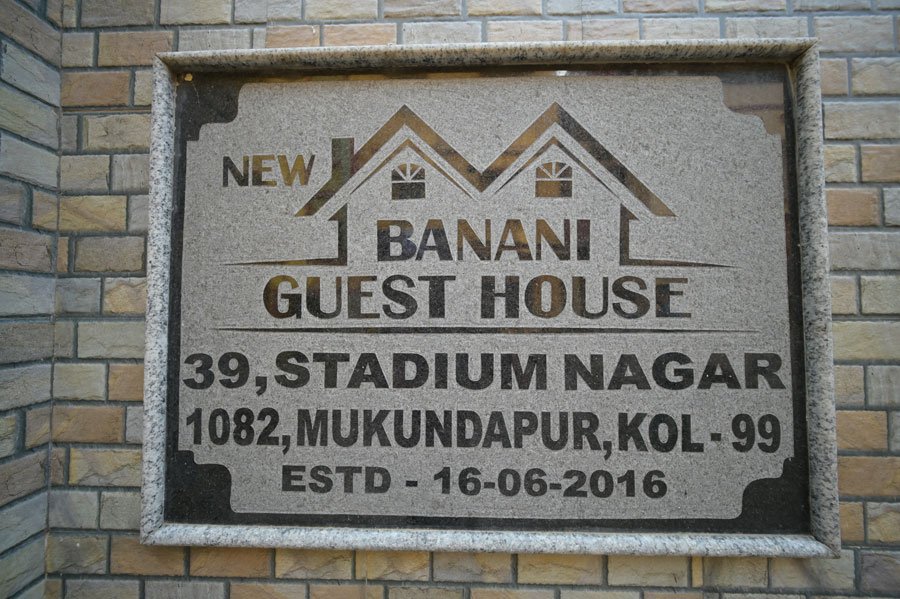 NEW
BANANI
GUEST HOUSE
39,STADIUM NAGAR
1082,MUKUNDAPUR,KOL-99
ESTD - 16-06-2016